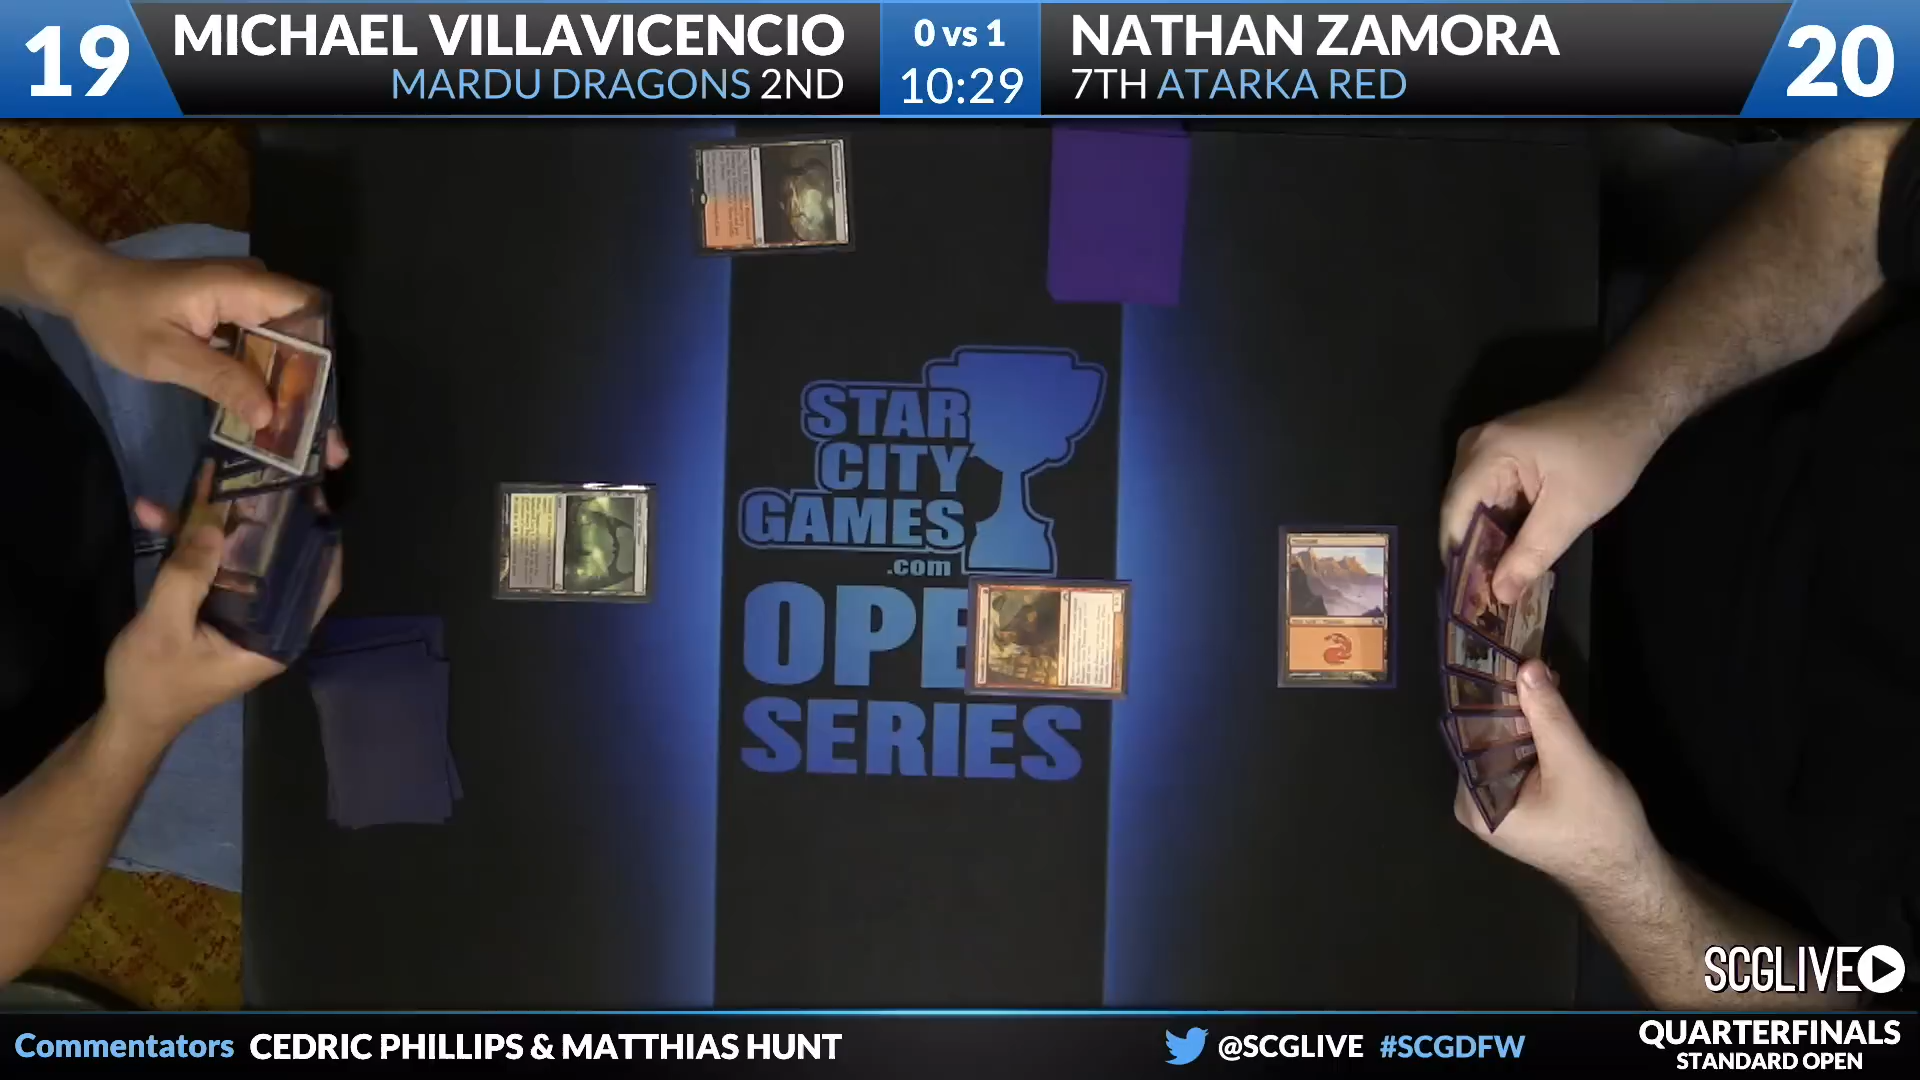 19
MICHAEL VILLAVICENCIO
MARDU DRAGONS 2ND
0 vs 1
10:29
NATHAN ZAMORA
7TH ATARKA RED
20
STAR
CITY
GAMES
.com
OPE
SERIES
SCGLIVE
Commentators CEDRIC PHILLIPS & MATTHIAS HUNT
@SCGLIVE #SCGDFW
QUARTERFINALS
STANDARD OPEN